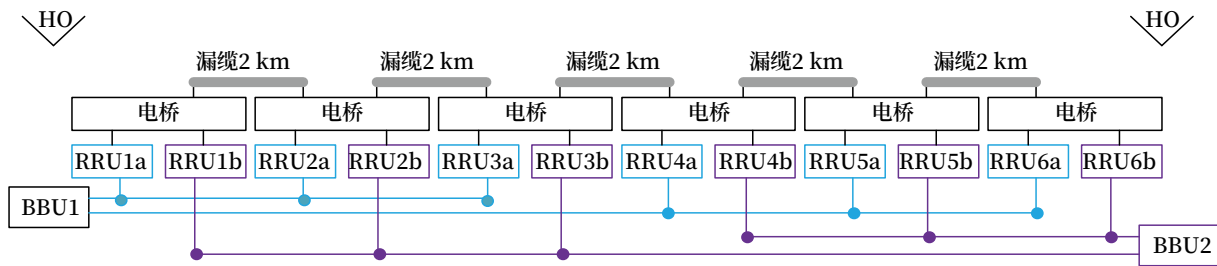 HO HO
漏缆2 km 漏缆2 km 漏缆2 km 漏缆2 km 漏缆2 km
电桥 电桥 电桥 电桥 电桥 电桥
RRU1a RRU1b RRU2a RRU2b RRU3a RRU3b RRU4a RRU4b RRU5a RRU5b RRU6a RRU6b
BBU1
BBU2